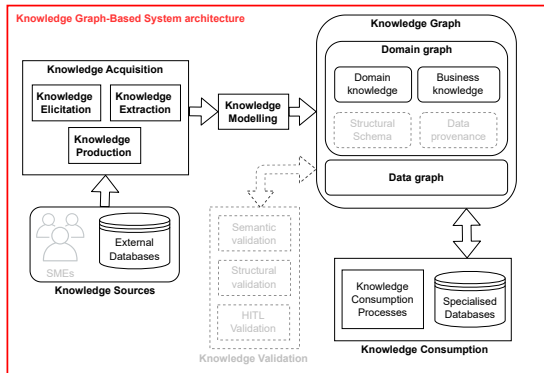 Knowledge Graph-Based System architecture
Knowledge Acquisition
Knowledge
Elicitation
Knowledge
Extraction
Knowledge
Production
Knowledge
Modelling
Knowledge Graph
Domain graph
Domain
knowledge
Business
knowledge
Structural
Schema
Data
provenance
Data graph
SMEs
External
Databases
Knowledge Sources
Semantic
validation
Structural
validation
HITL
Validation
Knowledge Validation
Knowledge
Consumption
Processes
Specialised
Databases
Knowledge Consumption